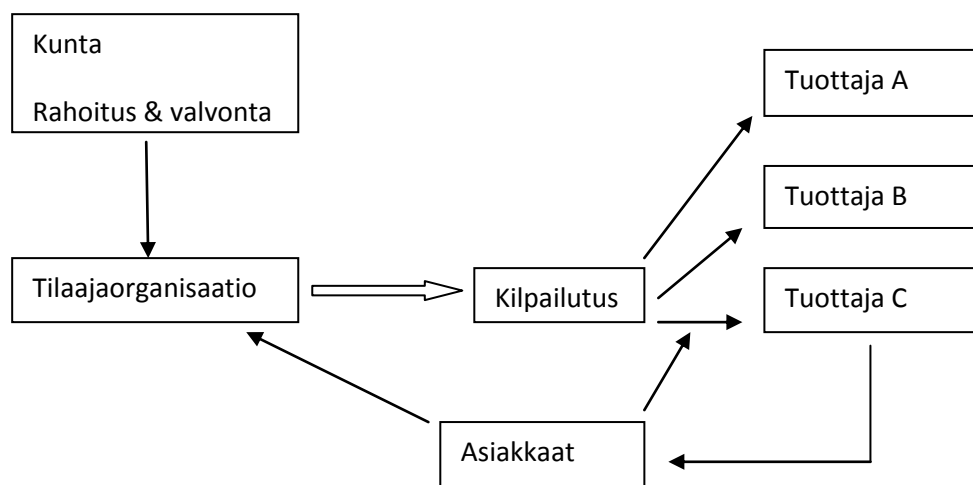 Kunta
Rahoitus & valvonta
Tuottaja A
Tuottaja B
Tilaajaorganisaatio
Kilpailutus
Tuottaja C
Asiakkaat